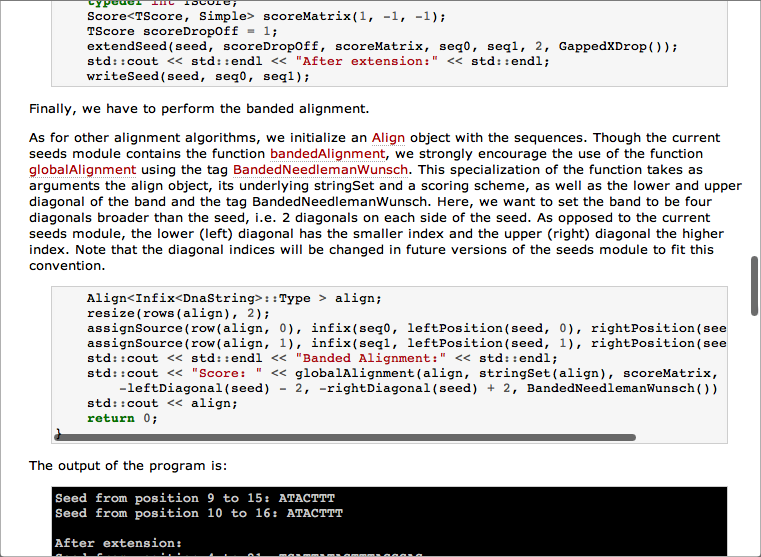 typedef int TScore;
Score<TScore, Simple> scoreMatrix(1, -1, -1);
TScore scoreDropOff = 1;
extendSeed(seed, scoreDropOff, scoreMatrix, seq0, seq1, 2, GappedXDrop());
std::cout << std::endl << "After extension:" << std::endl;
writeSeed(seed, seq0, seq1);
Finally, we have to perform the banded alignment.
As for other alignment algorithms, we initialize an Align object with the sequences. Though the current
seeds module contains the function bandedAlignment, we strongly encourage the use of the function
globalAlignment using the tag BandedNeedlemanWunsch. This specialization of the function takes as
arguments the align object, its underlying stringSet and a scoring scheme, as well as the lower and upper
diagonal of the band and the tag BandedNeedlemanWunsch. Here, we want to set the band to be four
diagonals broader than the seed, i.e. 2 diagonals on each side of the seed. As opposed to the current
seeds module, the lower (left) diagonal has the smaller index and the upper (right) diagonal the higher
index. Note that the diagonal indices will be changed in future versions of the seeds module to fit this
convention.
Align<Infix<DnaString>::Type > align;
resize(rows(align), 2);
assignSource(row(align, 0), infix(seq0, leftPosition(seed, 0), rightPosition(see
assignSource(row(align, 1), infix(seq1, leftPosition(seed, 1), rightPosition(see
std::cout << std::endl << "Banded Alignment:" << std::endl;
std::cout << "Score: " << globalAlignment(align, stringSet(align), scoreMatrix,
-leftDiagonal(seed) - 2, -rightDiagonal(seed) + 2, BandedNeedlemanWunsch())
std::cout << align;
return 0;
}
The output of the program is:
Seed from position 9 to 15: ATACTTT
Seed from position 10 to 16: ATACTTT
After extension: